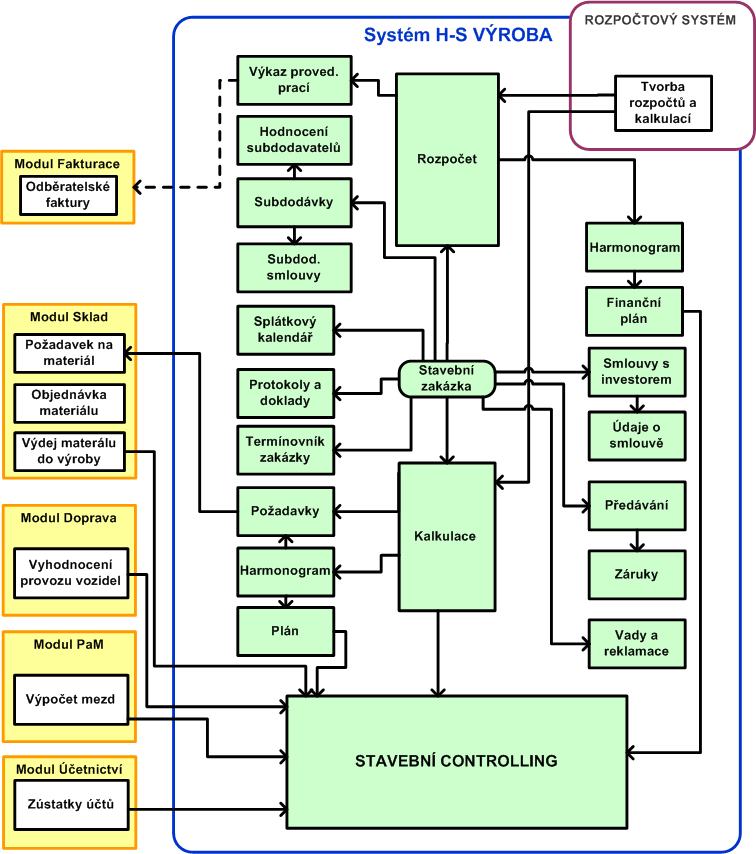 Systém H-S VÝROBA
ROZPOČTOVÝ SYSTÉM
Tvorba
rozpočtů a
kalkulací
Výkaz proved.
prací
Hodnocení
subdodavatelů
Rozpočet
Modul Fakturace
Odběratelské
faktury
Subdodávky
Subdod.
smlouvy
Harmonogram
Finanční
plán
Modul Sklad
Požadavek na
materiál
Objednávka
materiálu
Výdej materálu
do výroby
Splátkový
kalendář
Protokoly a
doklady
Termínovník
zakázky
Stavební
zakázka
Smlouvy s
investorem
Údaje o
smlouvě
Požadavky
Harmonogram
Plán
Kalkulace
Předávání
Záruky
Vady a
reklamace
Modul Doprava
Vyhodnocení
provozu vozidel
Modul PaM
Výpočet mezd
Modul Účetnictví
Zústatky účtů
STAVEBNÍ CONTROLLING